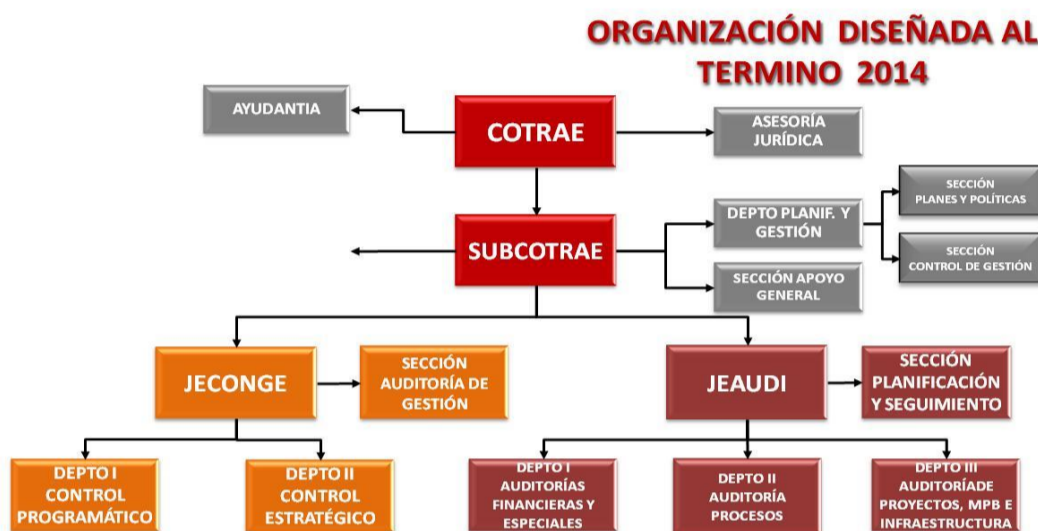 ORGANIZACIÓN DISEÑADA AL
TERMINO 2014
AYUDANTIA
COTRAE
ASESORÍA
JURÍDICA
SUBCOTRAE
DEPTO PLANIF. Y
GESTIÓN
SECCIÓN
PLANES Y POLÍTICAS
SECCIÓN
CONTROL DE GESTIÓN
SECCIÓN APOYO
GENERAL
JECONGE
SECCIÓN
AUDITORÍA DE
GESTIÓN
JEAUDI
SECCIÓN
PLANIFICACIÓN
Y SEGUIMIENTO
DEPTO I
CONTROL
PROGRAMÁTICO
DEPTO II
CONTROL
ESTRATÉGICO
DEPTO I
AUDITORÍAS
FINANCIERAS Y
ESPECIALES
DEPTO II
AUDITORÍA
PROCESOS
DEPTO III
AUDITORÍADE
PROYECTOS, MPB E
INFRAESTRUCTURA